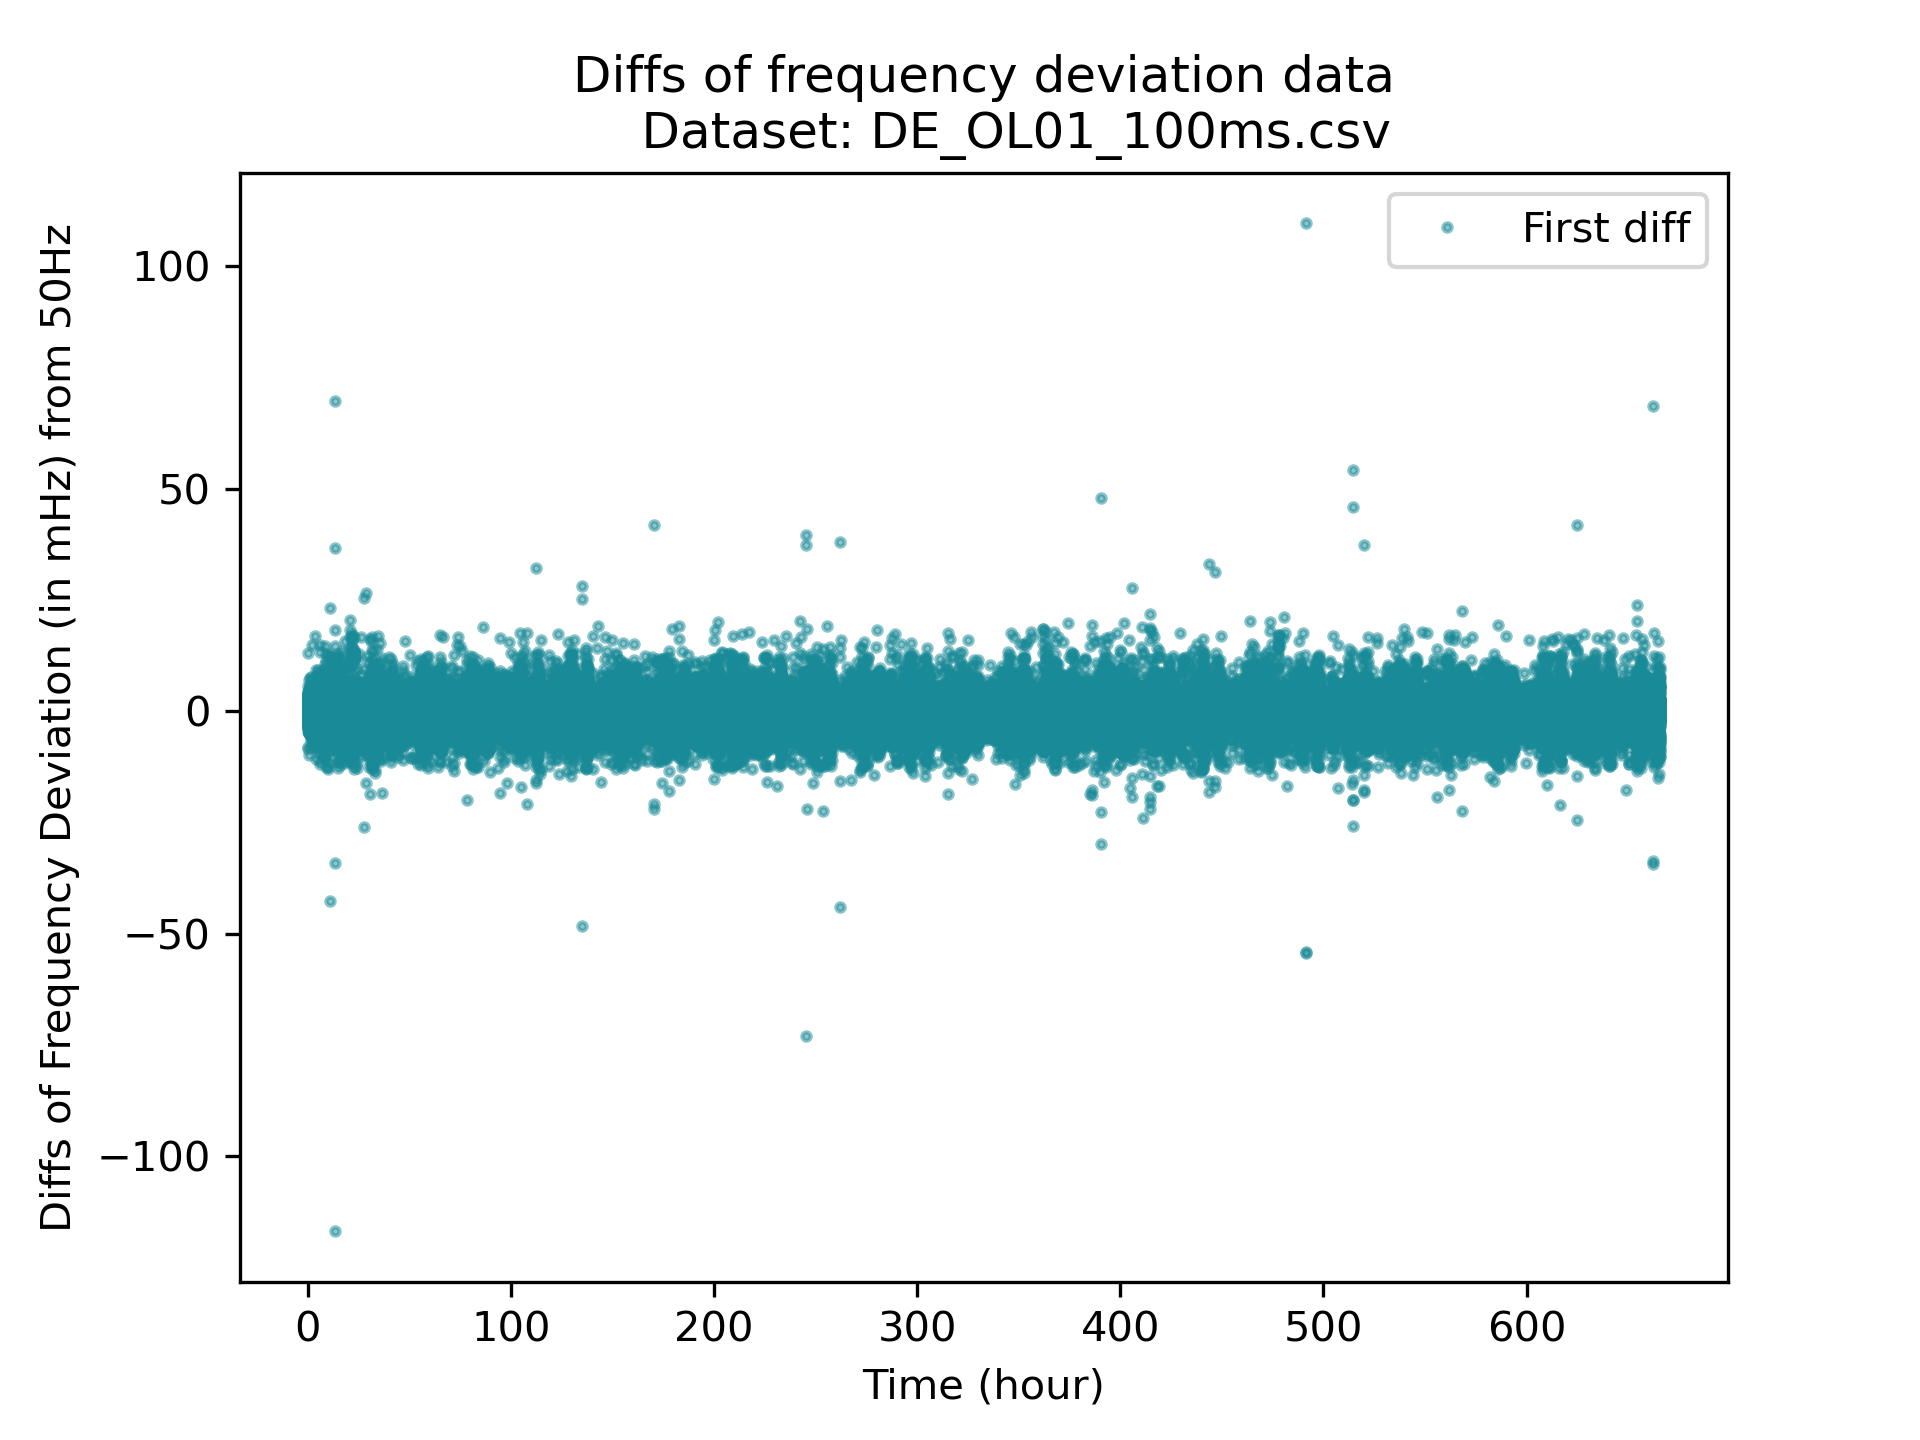 Diffs of frequency deviation data
Dataset: DE_OL01_100ms.csv
First diff
Diffs of Frequency Deviation (in mHz) from 50Hz
100
50
0
−50
−100
0 100 200 300 400 500 600
Time (hour)